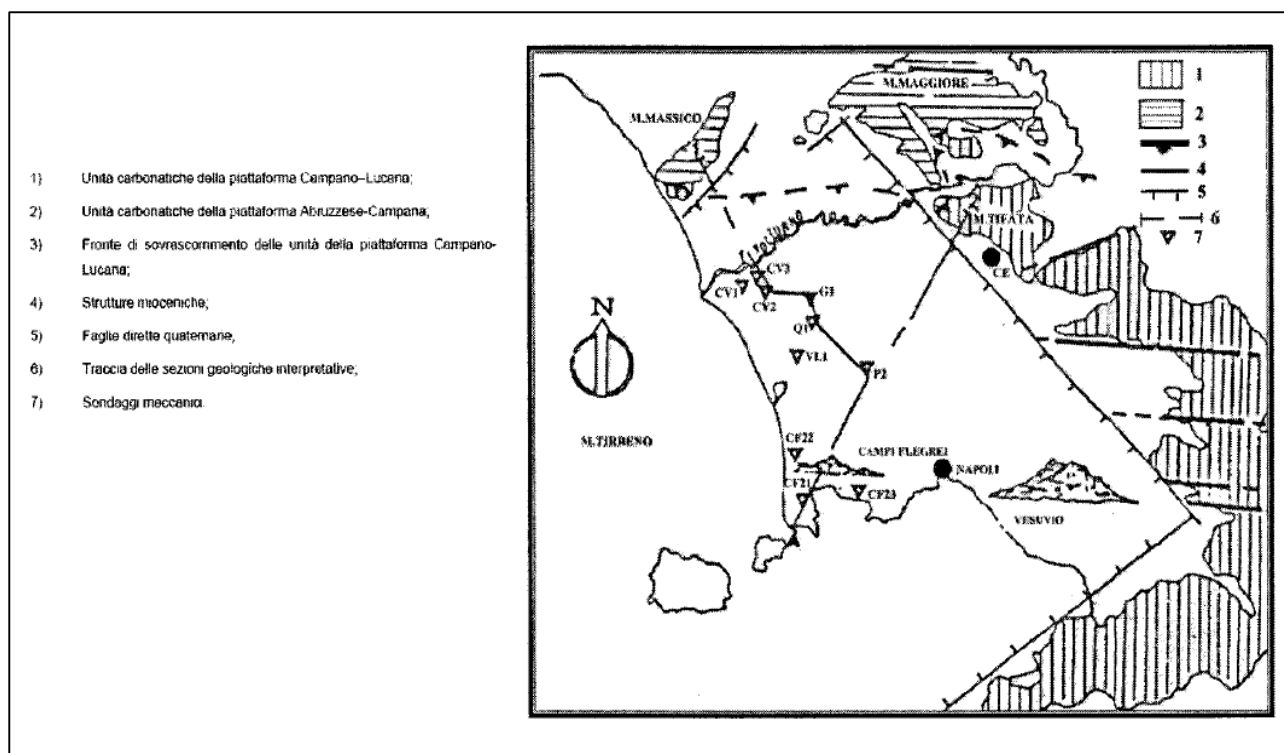 1) Unità carbonatiche della piattaforma Campano–Lucana;
2) Unità carbonatiche della piattaforma Abruzzese-Campana;
3) Fronte di sovrascorrimento delle unità della piattaforma Campano-
Lucana;
4) Strutture mioceniche;
5) Faglie dirette quaternarie,
6) Traccia delle sezioni geologiche interpretative;
7) Sondaggi meccanici.
M.MAGGIORE
M.MASSICO
1
2
3
4
5
6
7
M.TIFATA
CE
CV3
CV1
CV2
G1
Q1
VL1
P2
N
M.TIRRENO
CF22
CAMPI FLEGREI
NAPOLI
CF21
CF23
VESUVIO